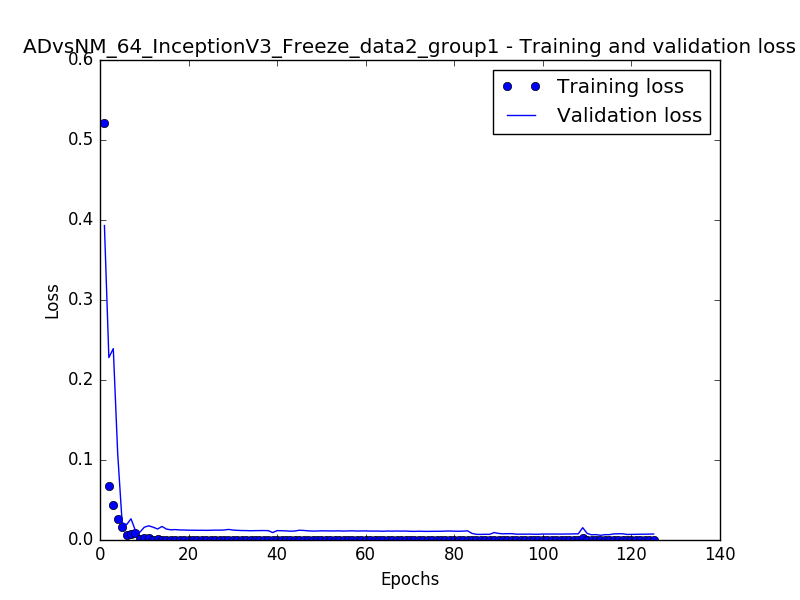 ADvsNM_64_InceptionV3_Freeze_data2_group1 - Training and validation loss
Training loss
Validation loss
0.6
0.5
0.4
0.3
0.2
0.1
0.0
Loss
0 20 40 60 80 100 120 140
Epochs